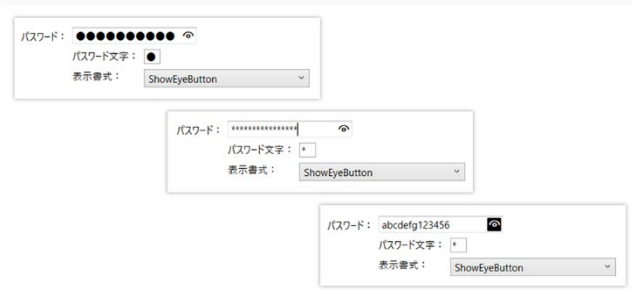 パスワード： ●●●●●●●●●●
パスワード文字： ●
表示書式： ShowEyeButton
パスワード： ***************
パスワード文字： *
表示書式： ShowEyeButton
パスワード： abcdefg123456
パスワード文字： *
表示書式： ShowEyeButton